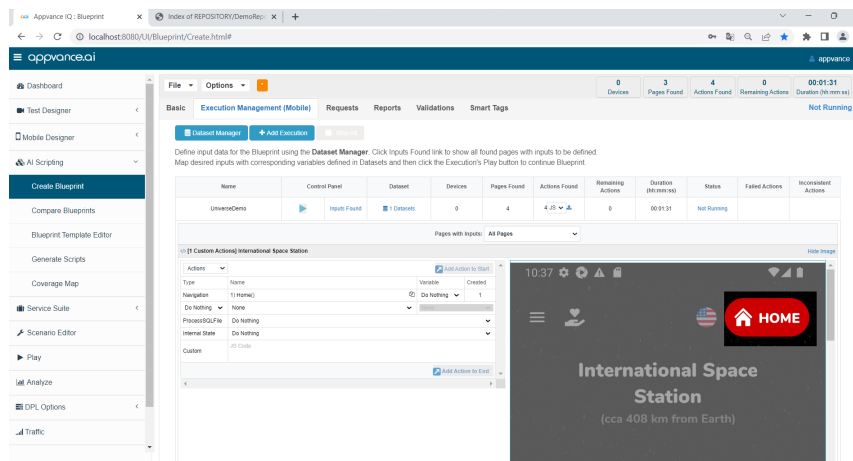 Appvance IQ : Blueprint
Index of REPOSITORY/DemoRep
localhost:8080/UI/Blueprint/Create.html#
appvance.ai
appvance
Dashboard
Test Designer
Mobile Designer
AI Scripting
Create Blueprint
Compare Blueprints
Blueprint Template Editor
Generate Scripts
Coverage Map
Service Suite
Scenario Editor
Play
Analyze
DPL Options
Traffic
File Options
0 3 4 0 00:01:31
Devices Pages Found Actions Found Remaining Actions Duration (hh:mm:ss)
Basic Execution Management (Mobile) Requests Reports Validations Smart Tags Not Running
Dataset Manager Add Execution
Define input data for the Blueprint using the Dataset Manager. Click Inputs Found link to show all found pages with inputs to be defined.
Map desired inputs with corresponding variables defined in Datasets and then click the Execution's Play button to continue Blueprint.
Name Control Panel Dataset Devices Pages Found Actions Found Remaining Actions Duration (hh:mm:ss) Status Failed Actions Inconsistent Actions
UniverseDemo Inputs Found 1 Datasets 0 4 4 JS 0 00:01:31 Not Running
Pages with Inputs: All Pages
[1 Custom Actions] International Space Station Hide Image
Actions Add Action to Start
Type Name Variable Created
Navigation 1) Home() Do Nothing 1
Do Nothing None
ProcessSQLFile Do Nothing
Internal State Do Nothing
Custom JS Code
Add Action to End
10:37
HOME
International Space
Station
(cca 408 km from Earth)